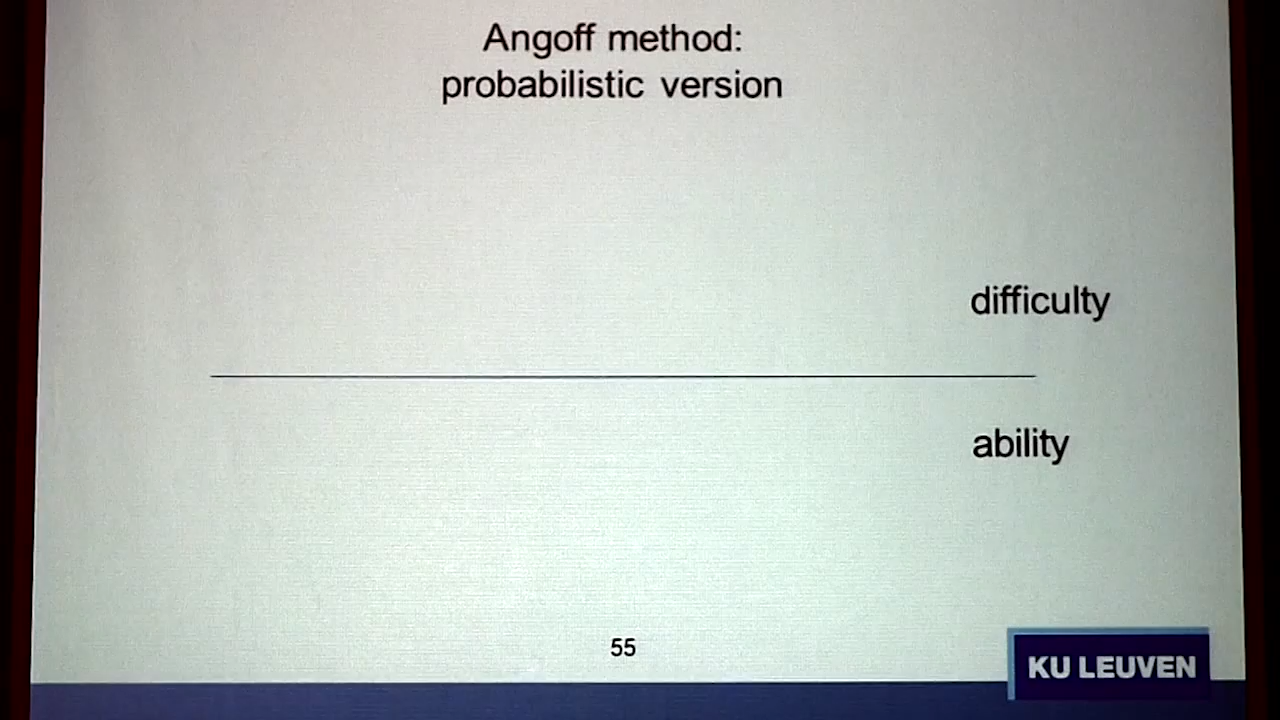 Angoff method:
probabilistic version
difficulty
ability
55
KU LEUVEN